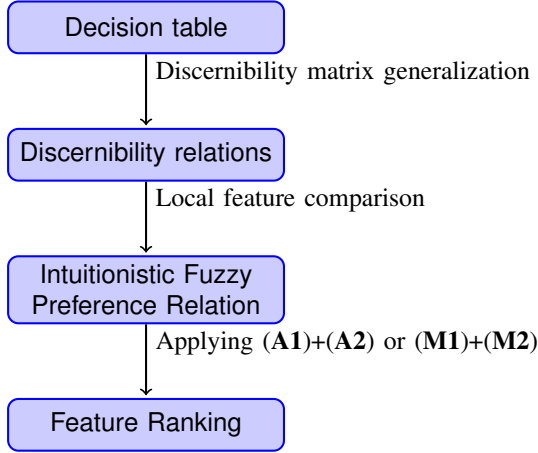 Decision table
Discernibility matrix generalization
Discernibility relations
Local feature comparison
Intuitionistic Fuzzy
Preference Relation
Applying (A1)+(A2) or (M1)+(M2)
Feature Ranking